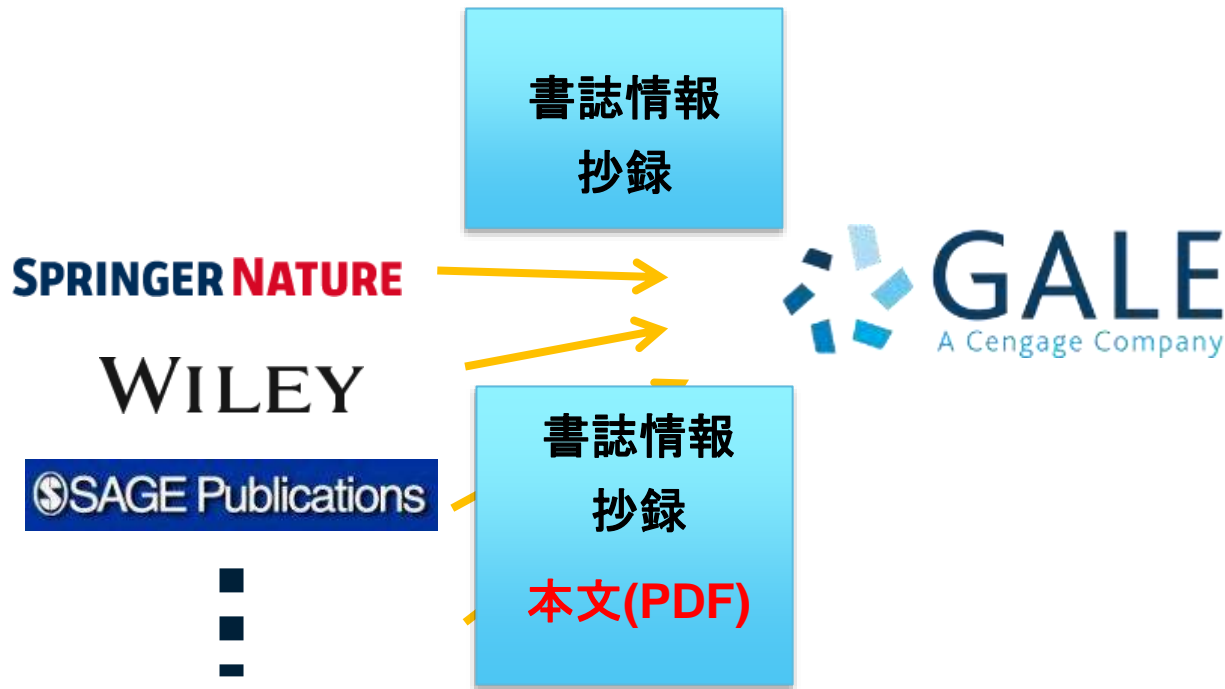 書誌情報
抄録
SPRINGER NATURE
WILEY
SAGE Publications
GALE
A Cengage Company
書誌情報
抄録
本文(PDF)